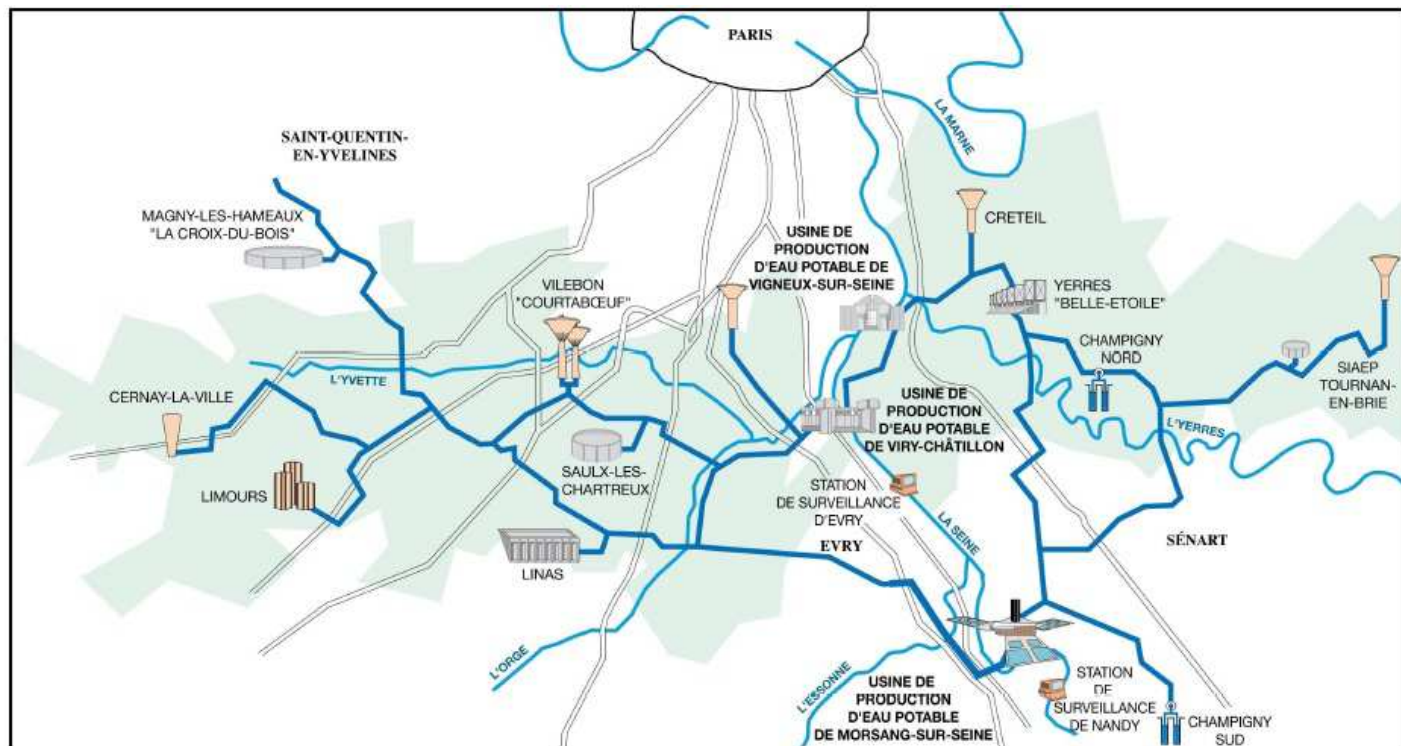 PARIS
LA MARNE
SAINT-QUENTIN-
EN-YVELINES
MAGNY-LES-HAMEAUX
"LA CROIX-DU-BOIS"
CRETEIL
USINE DE
PRODUCTION
D'EAU POTABLE DE
VIGNEUX-SUR-SEINE
VILEBON
"COURTABŒUF"
YERRES
"BELLE-ETOILE"
CHAMPIGNY
NORD
SIAEP
TOURNAN-
EN-BRIE
L'YVETTE
CERNAY-LA-VILLE
USINE DE
PRODUCTION
D'EAU POTABLE
DE VIRY-CHÂTILLON
L'YERRES
SAULX-LES-
CHARTREUX
LIMOURS
STATION
DE SURVEILLANCE
D'EVRY
LA SEINE
EVRY
SÉNART
LINAS
L'ORGE
L'ESSONNE
USINE DE
PRODUCTION
D'EAU POTABLE
DE MORSANG-SUR-SEINE
STATION
DE
SURVEILLANCE
DE NANDY
CHAMPIGNY
SUD